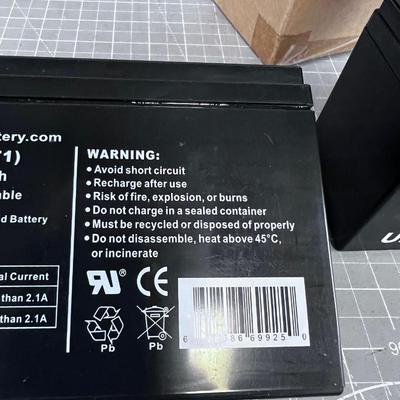 tery.com
T1)
h
ble
d Battery
al Current
than 2.1A
than 2.1A
WARNING:
• Avoid short circuit
• Recharge after use
• Risk of fire, explosion, or burns
• Do not charge in a sealed container
• Must be recycled or disposed of properly
• Do not disassemble, heat above 45°C,
or incinerate
CE
Pb
Pb
86 69925 0
U